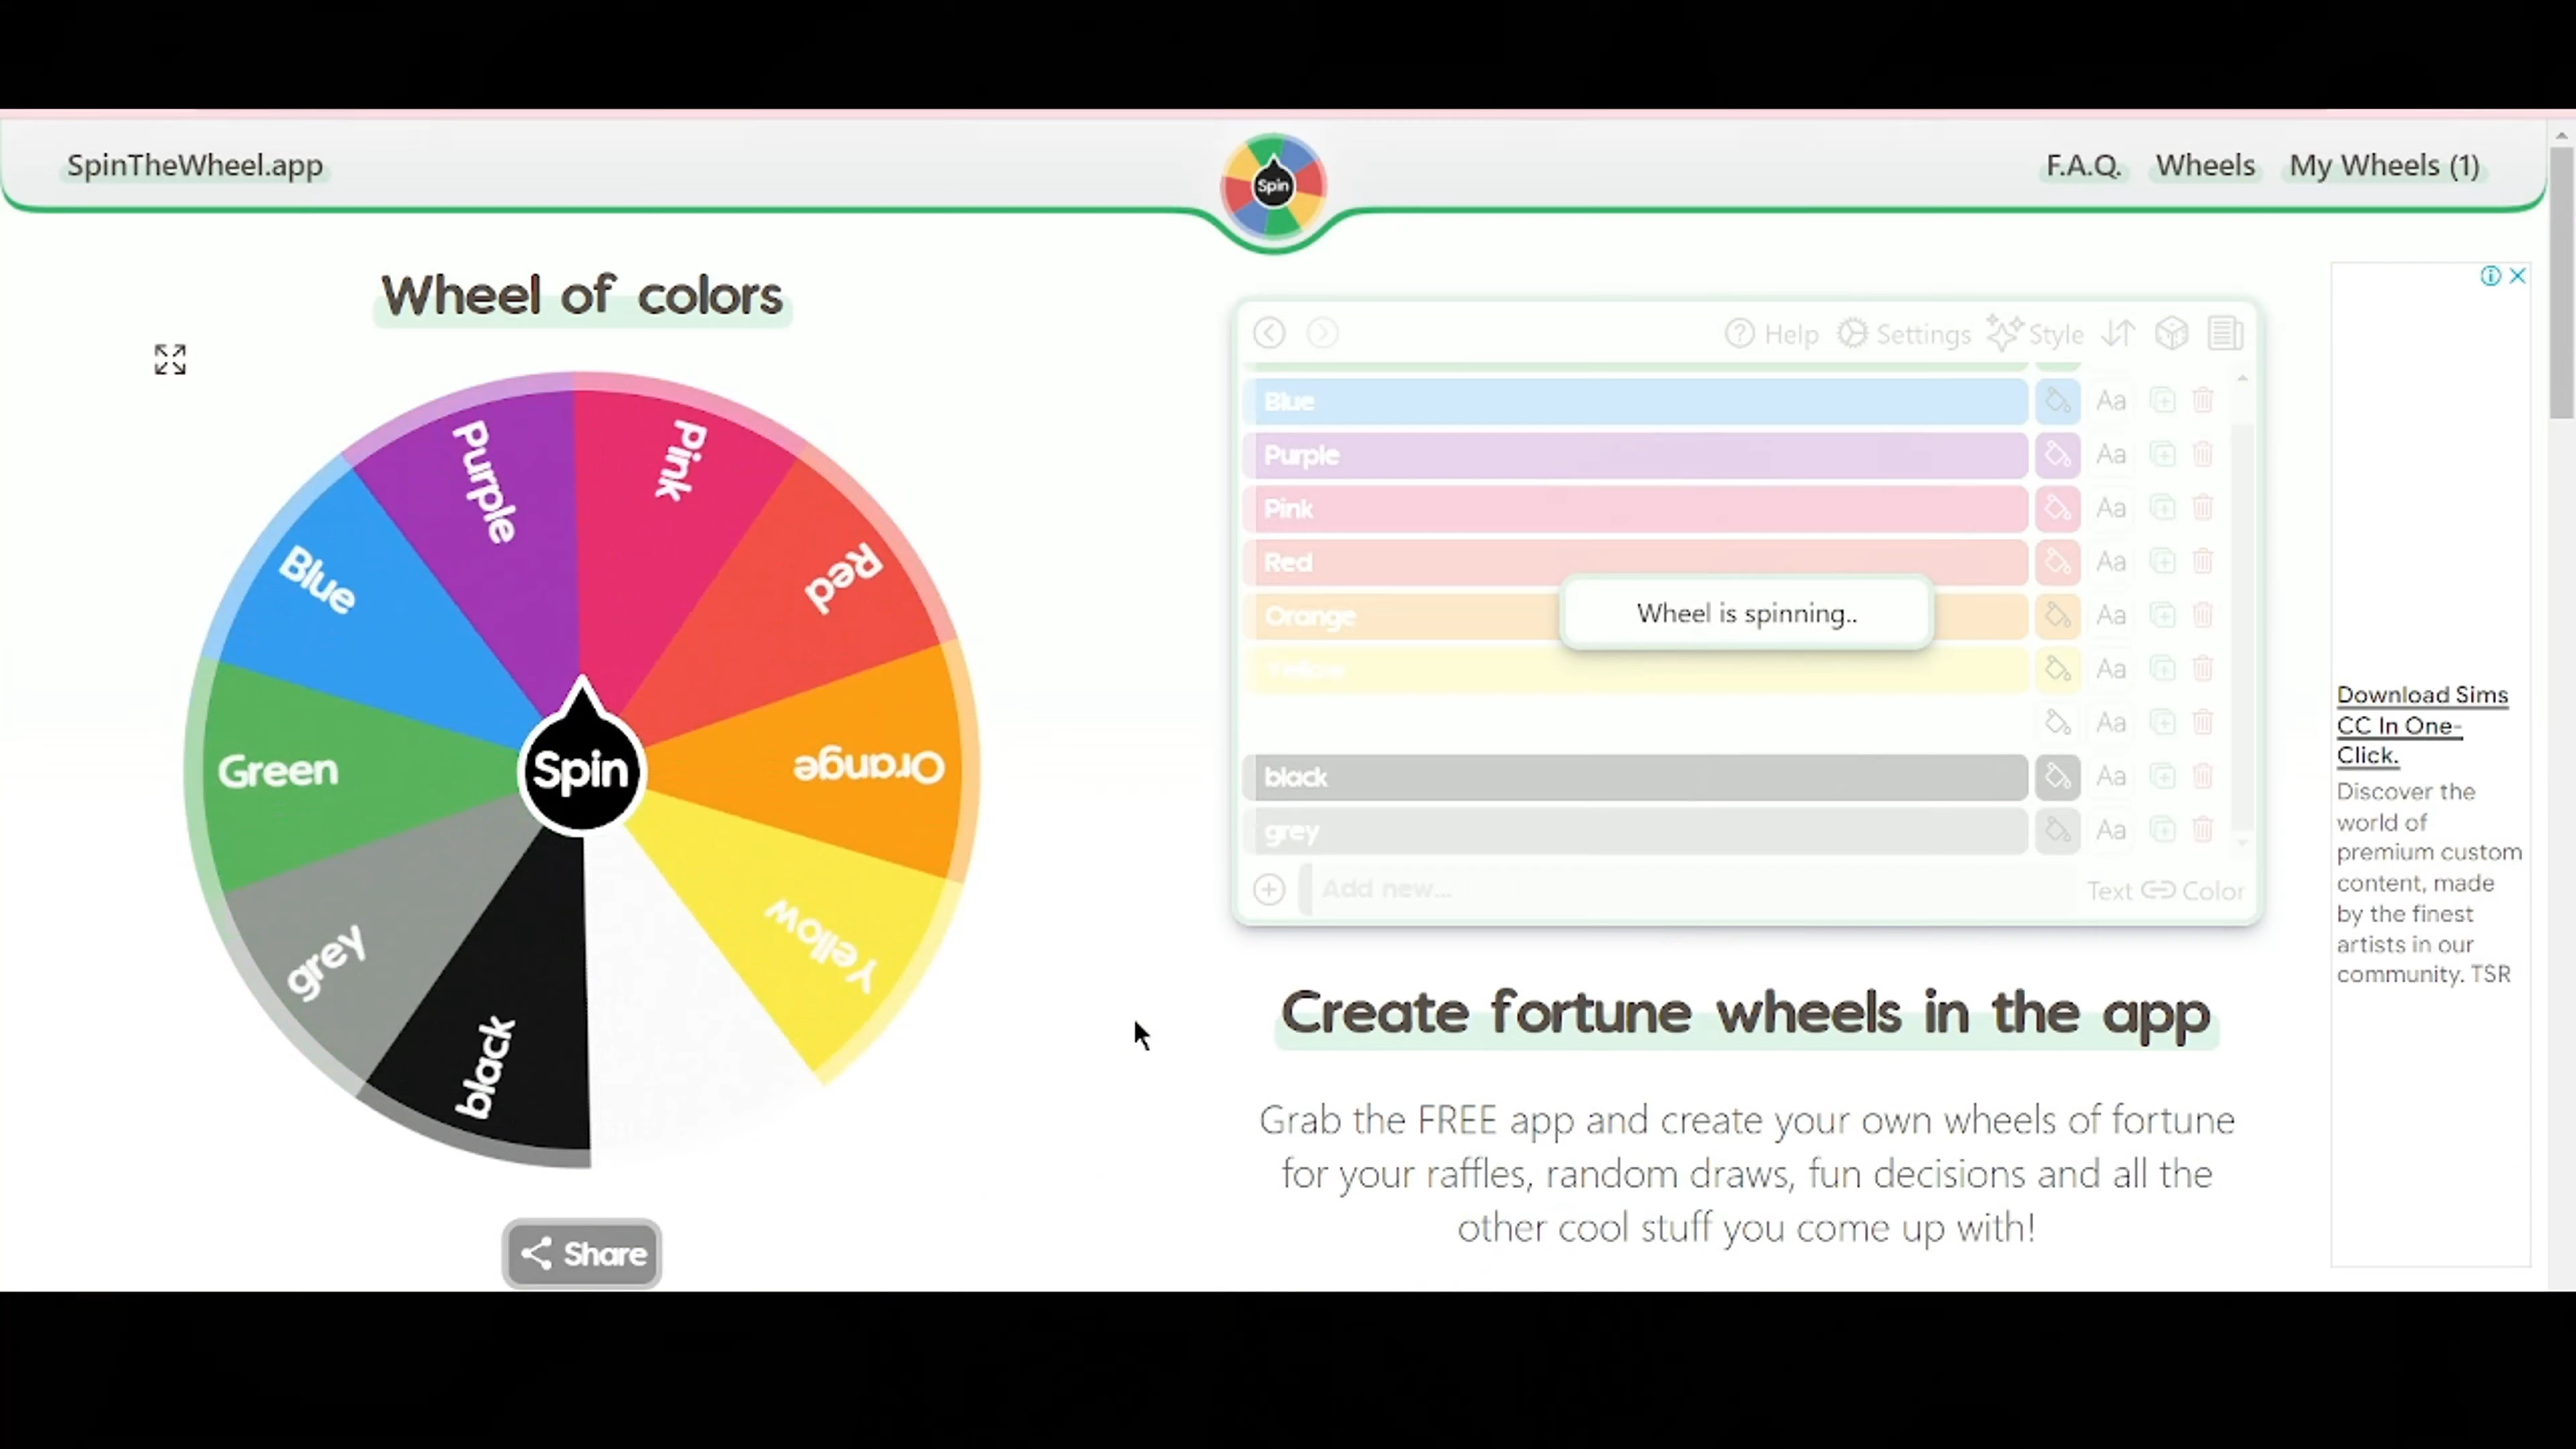 SpinTheWheel.app
Spin
F.A.Q. Wheels My Wheels (1)
Wheel of colors
Purple
Pink
Blue
Red
Green
Spin
Orange
grey
Yellow
black
Share
Help Settings Style
Blue Aa
Purple Aa
Pink Aa
Red Aa
Orange Aa
Wheel is spinning..
Yellow Aa
Aa
black Aa
grey Aa
Add new... Text Color
Create fortune wheels in the app
Grab the FREE app and create your own wheels of fortune
for your raffles, random draws, fun decisions and all the
other cool stuff you come up with!
Download Sims
CC In One-
Click.
Discover the
world of
premium custom
content, made
by the finest
artists in our
community. TSR